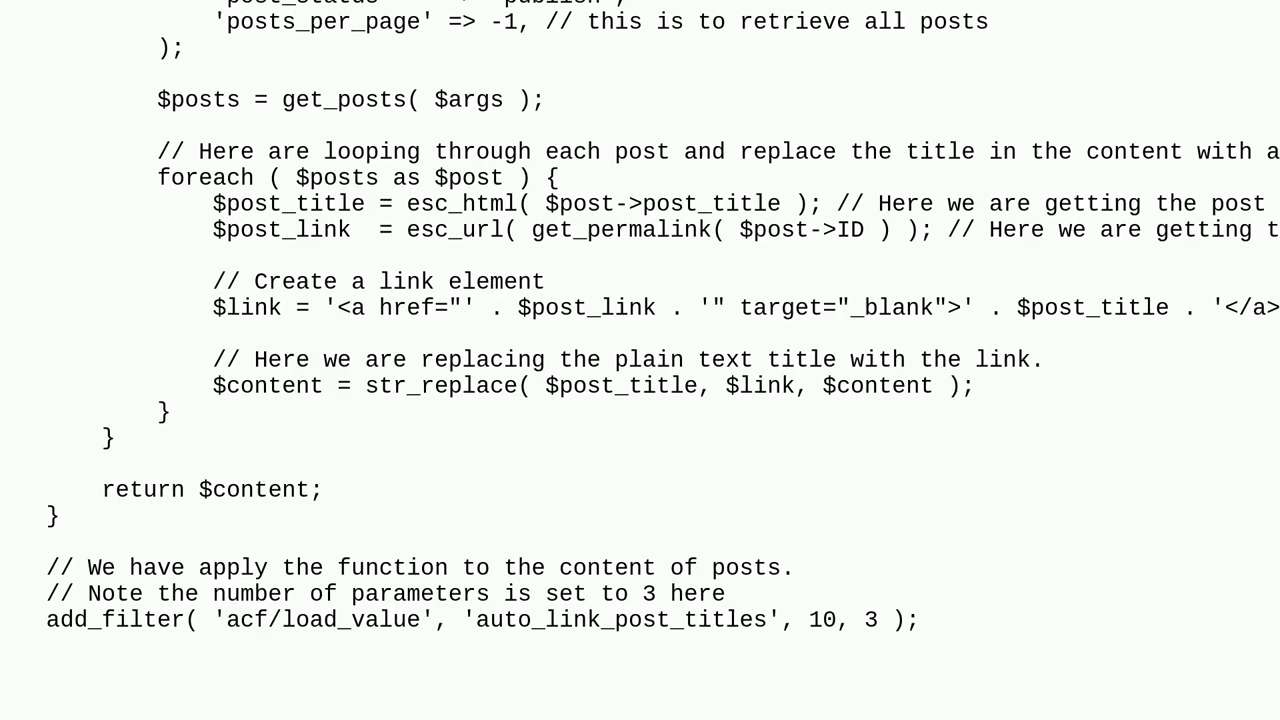 'posts_per_page' => -1, // this is to retrieve all posts
);
$posts = get_posts( $args );
// Here are looping through each post and replace the title in the content with a
foreach ( $posts as $post ) {
$post_title = esc_html( $post->post_title ); // Here we are getting the post
$post_link  = esc_url( get_permalink( $post->ID ) ); // Here we are getting t
// Create a link element
$link = '<a href="' . $post_link . '" target="_blank">' . $post_title . '</a>
// Here we are replacing the plain text title with the link.
$content = str_replace( $post_title, $link, $content );
}
}
return $content;
}
// We have apply the function to the content of posts.
// Note the number of parameters is set to 3 here
add_filter( 'acf/load_value', 'auto_link_post_titles', 10, 3 );